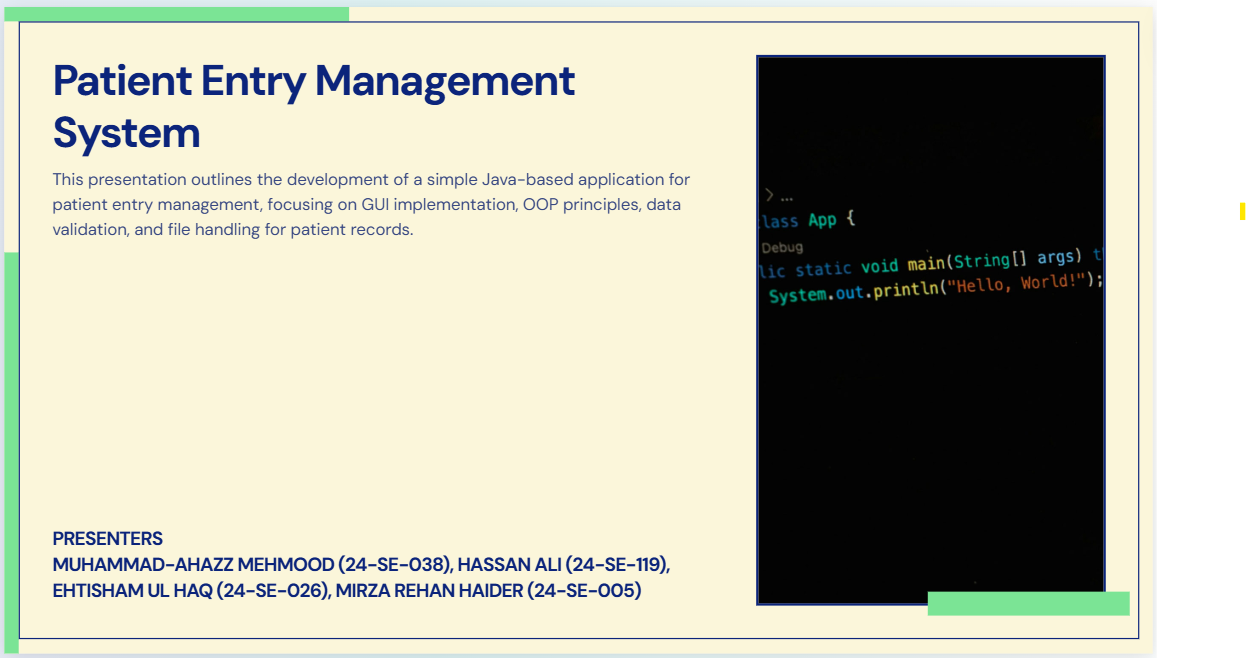 Patient Entry Management
System
This presentation outlines the development of a simple Java-based application for
patient entry management, focusing on GUI implementation, OOP principles, data
validation, and file handling for patient records.
PRESENTERS
MUHAMMAD-AHAZZ MEHMOOD (24-SE-038), HASSAN ALI (24-SE-119),
EHTISHAM UL HAQ (24-SE-026), MIRZA REHAN HAIDER (24-SE-005)
> ...
lass App {
Debug
lic static void main(String[] args) t
System.out.println("Hello, World!");